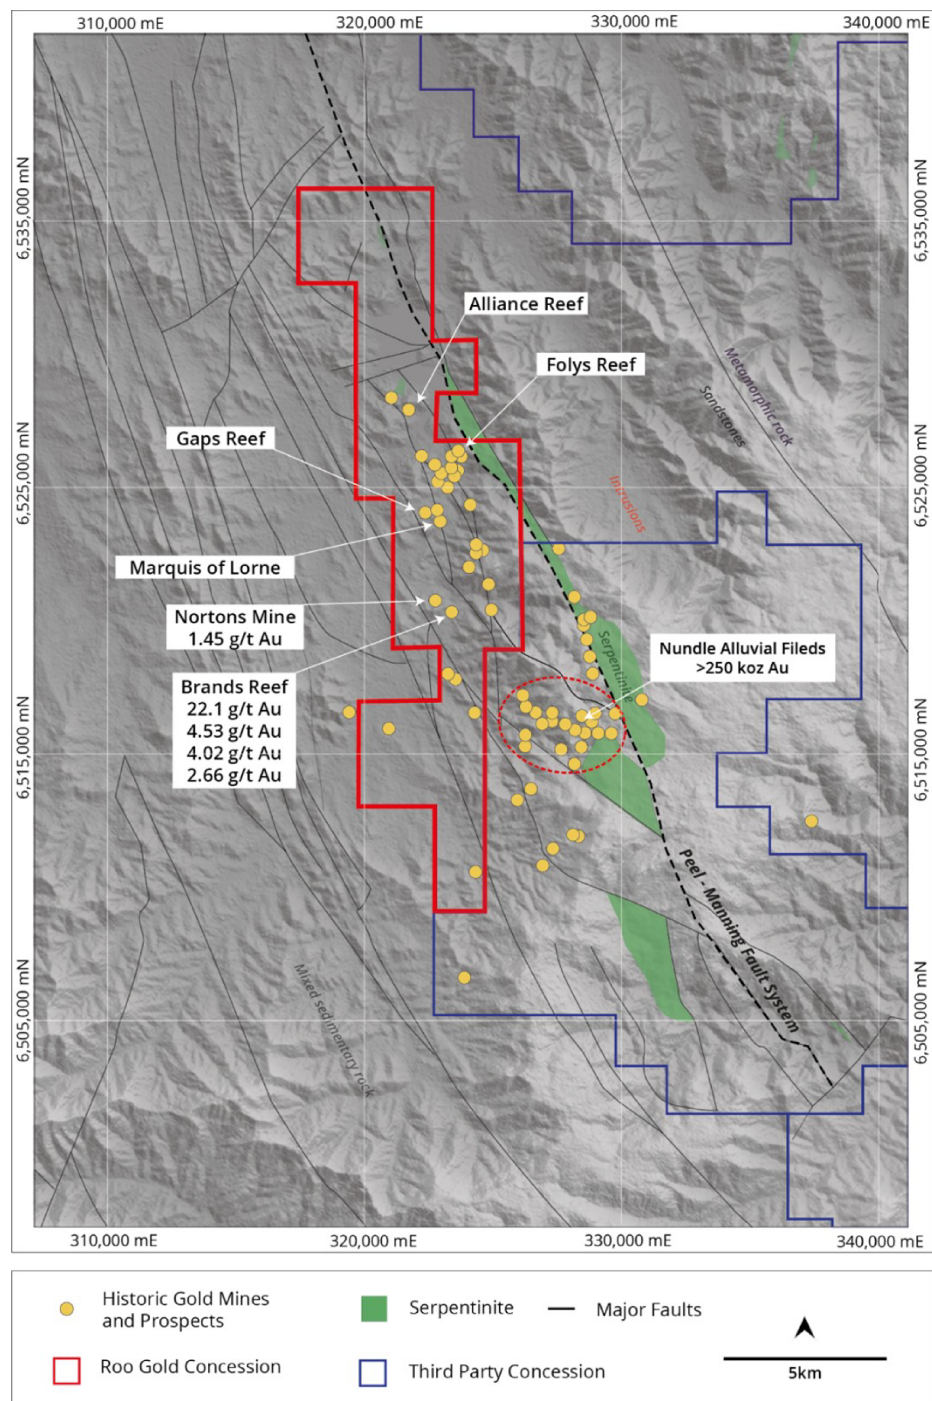 310,000 mE
320,000 mE
330,000 mE
340,000 mE
6,535,000 mN
6,535,000 mN
Alliance Reef
Folys Reef
Metamorphic rock
Sandstones
Gaps Reef
6,525,000 mN
6,525,000 mN
Intrusions
Marquis of Lorne
Nortons Mine
1.45 g/t Au
Serpentinite
Nundle Alluvial Fileds
>250 koz Au
Brands Reef
22.1 g/t Au
4.53 g/t Au
4.02 g/t Au
2.66 g/t Au
6,515,000 mN
6,515,000 mN
Peel - Manning Fault System
Mixed sedimentary rock
6,505,000 mN
6,505,000 mN
310,000 mE
320,000 mE
330,000 mE
340,000 mE
Historic Gold Mines
and Prospects
Serpentinite
Major Faults
Roo Gold Concession
Third Party Concession
5km